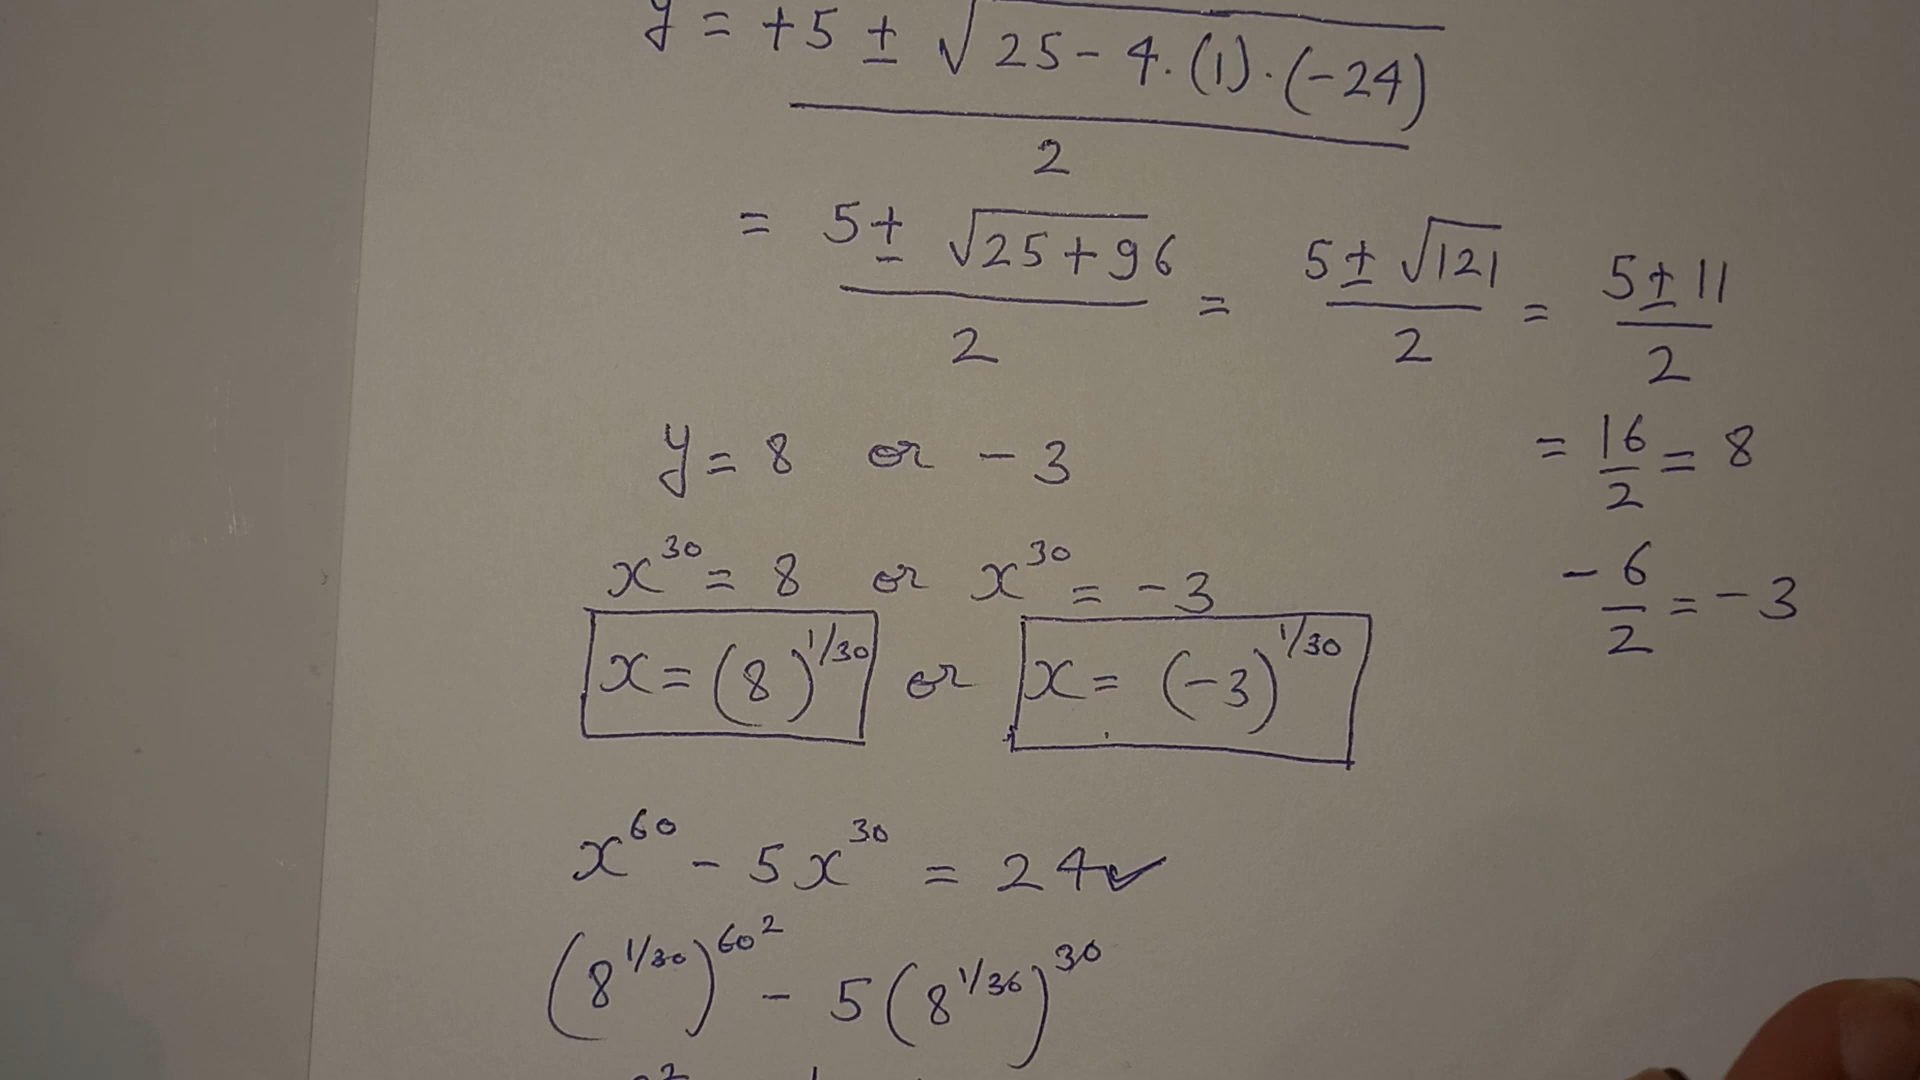 y = +5 ± √25 - 4.(1).(-24)
2
= 5 ± √25 + 96 / 2 = 5 ± √121 / 2 = 5 ± 11 / 2
y = 8 or - 3
= 16/2 = 8
x^30 = 8 or x^30 = - 3
- 6/2 = - 3
x = (8)^1/30 or x = (-3)^1/30
x^60 - 5x^30 = 24 ✓
(8^1/30)^60 2 - 5(8^1/30)^30